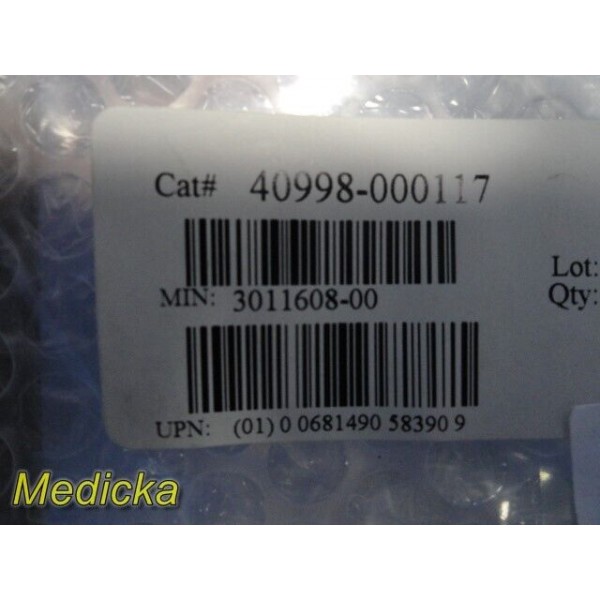 Cat# 40998-000117
MIN: 3011608-00
Lot:
Qty:
UPN: (01) 0 0681490 58390 9
Medicka